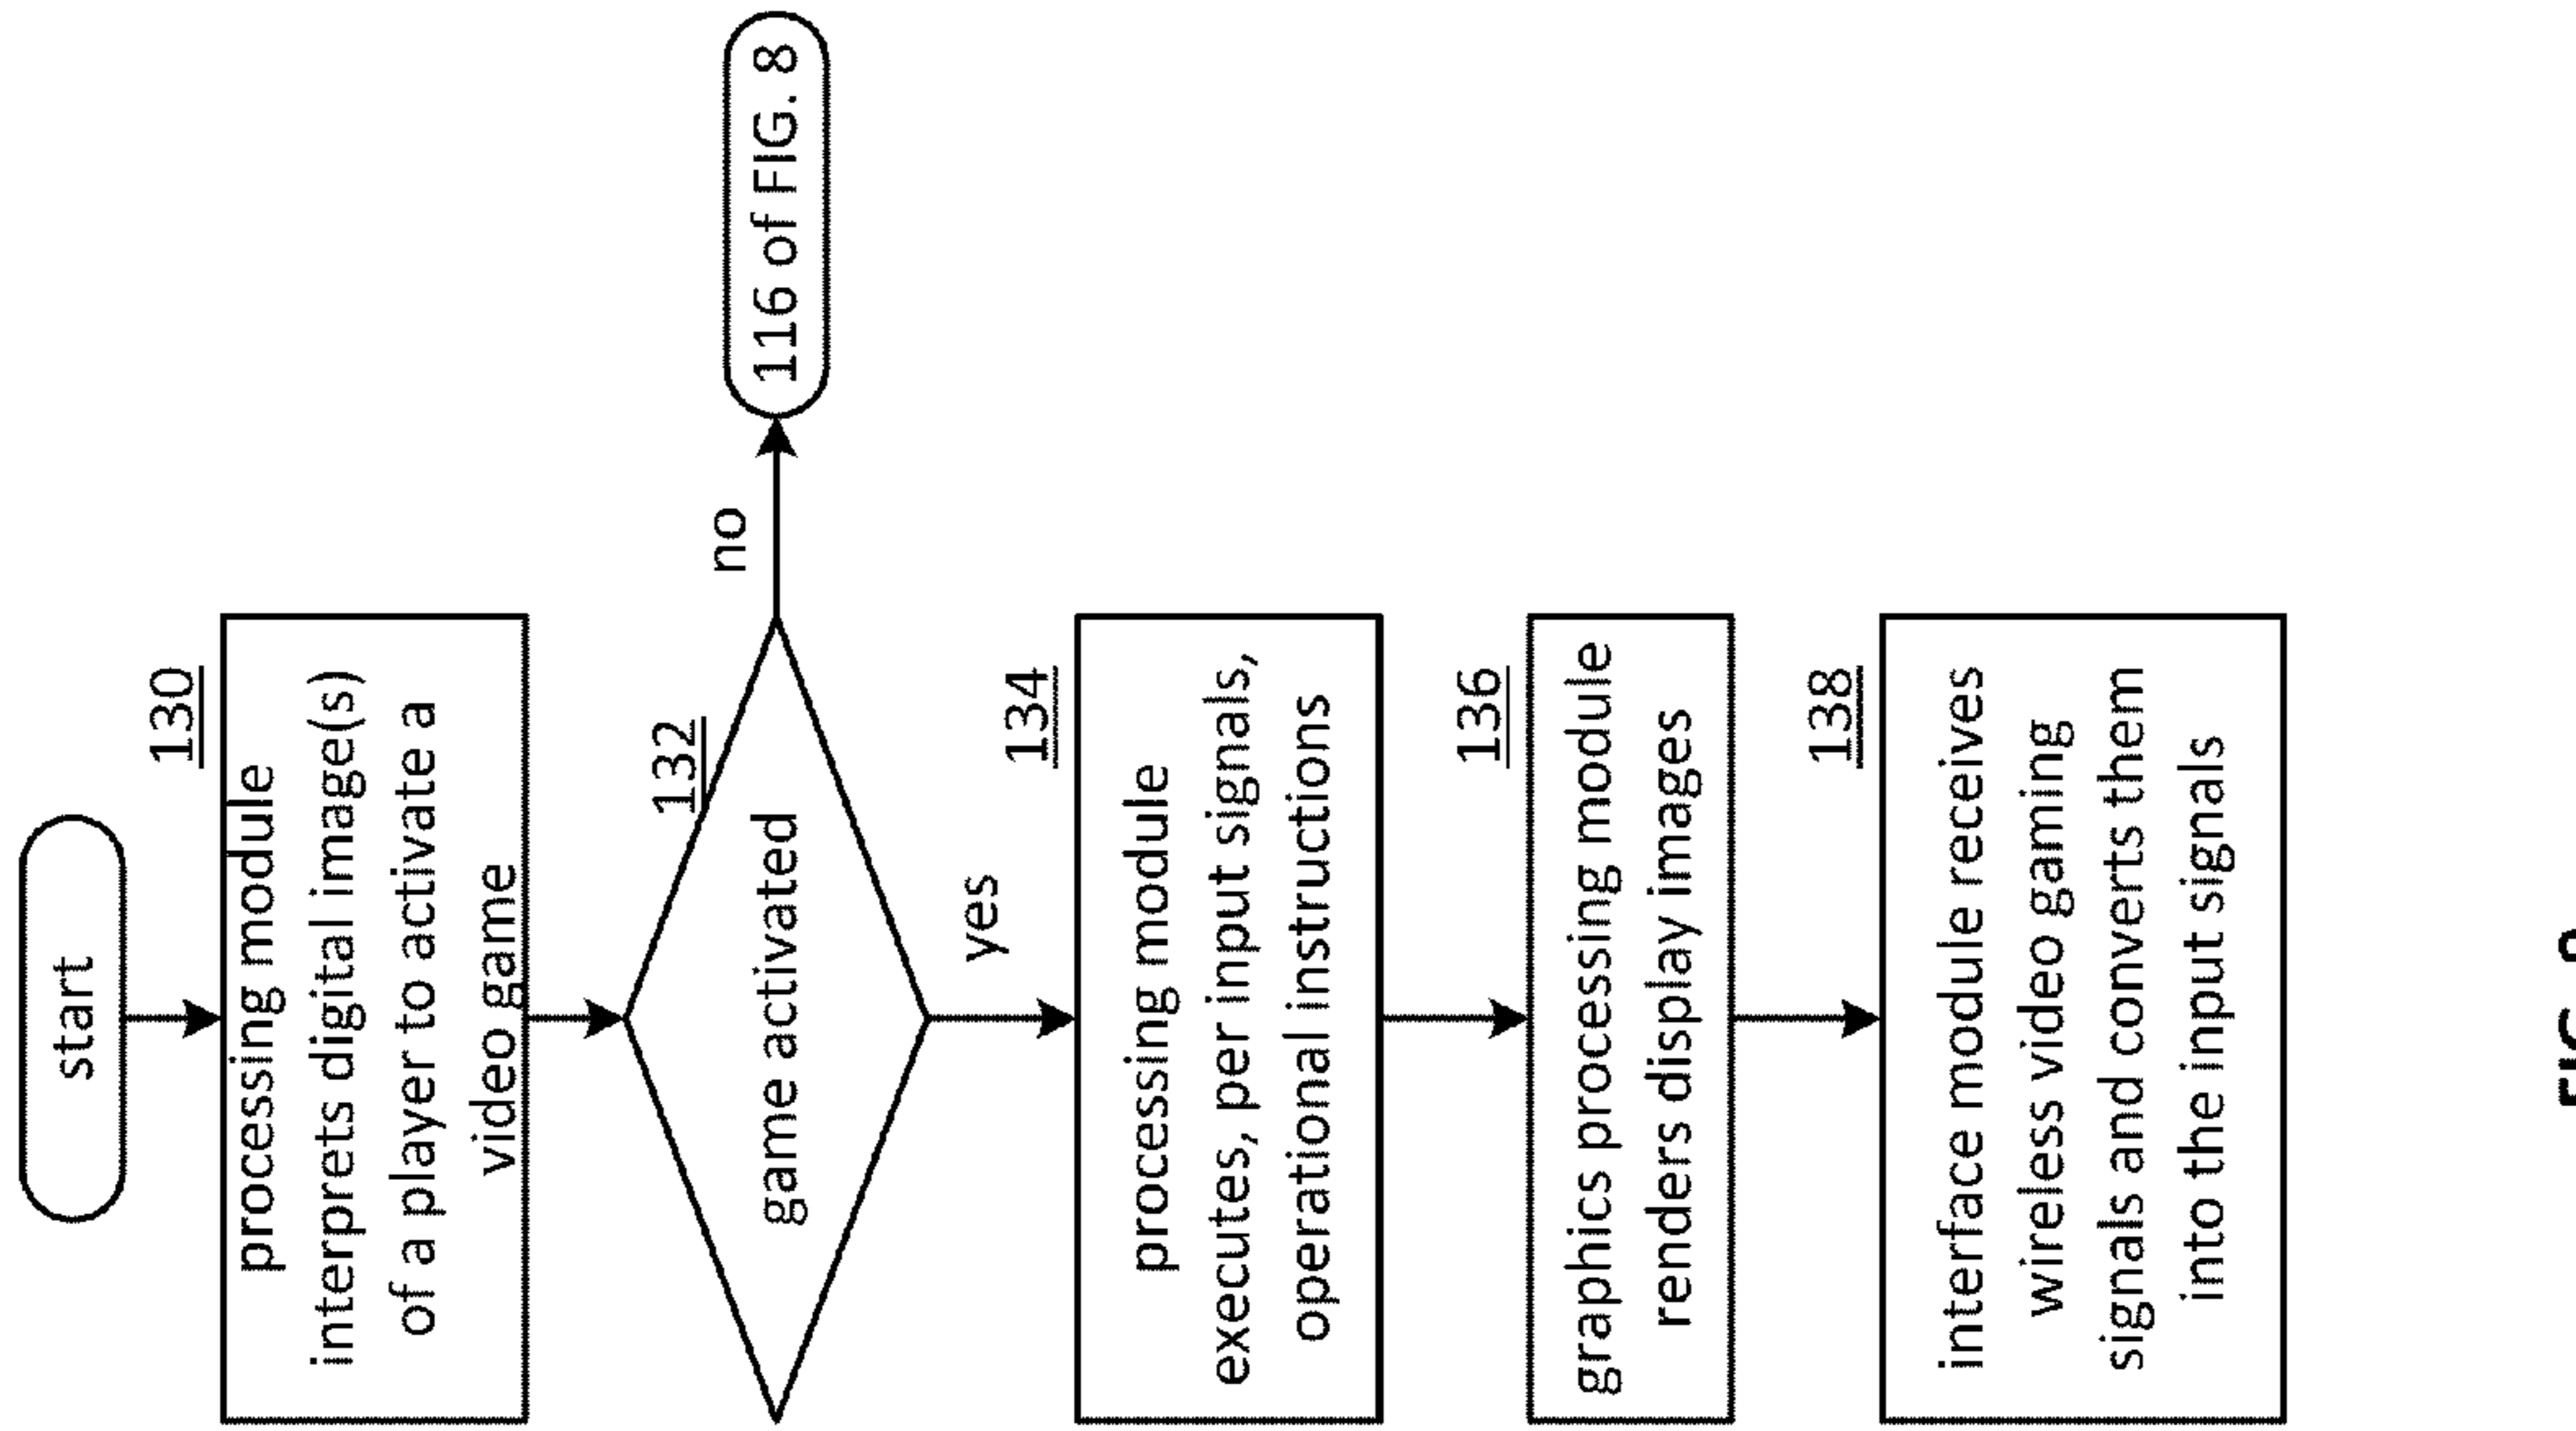 start
130
processing module
interprets digital image(s)
of a player to activate a
video game
132
game activated
no
116 of FIG. 8
yes
134
processing module
executes, per input signals,
operational instructions
136
graphics processing module
renders display images
138
interface module receives
wireless video gaming
signals and converts them
into the input signals
FIG.